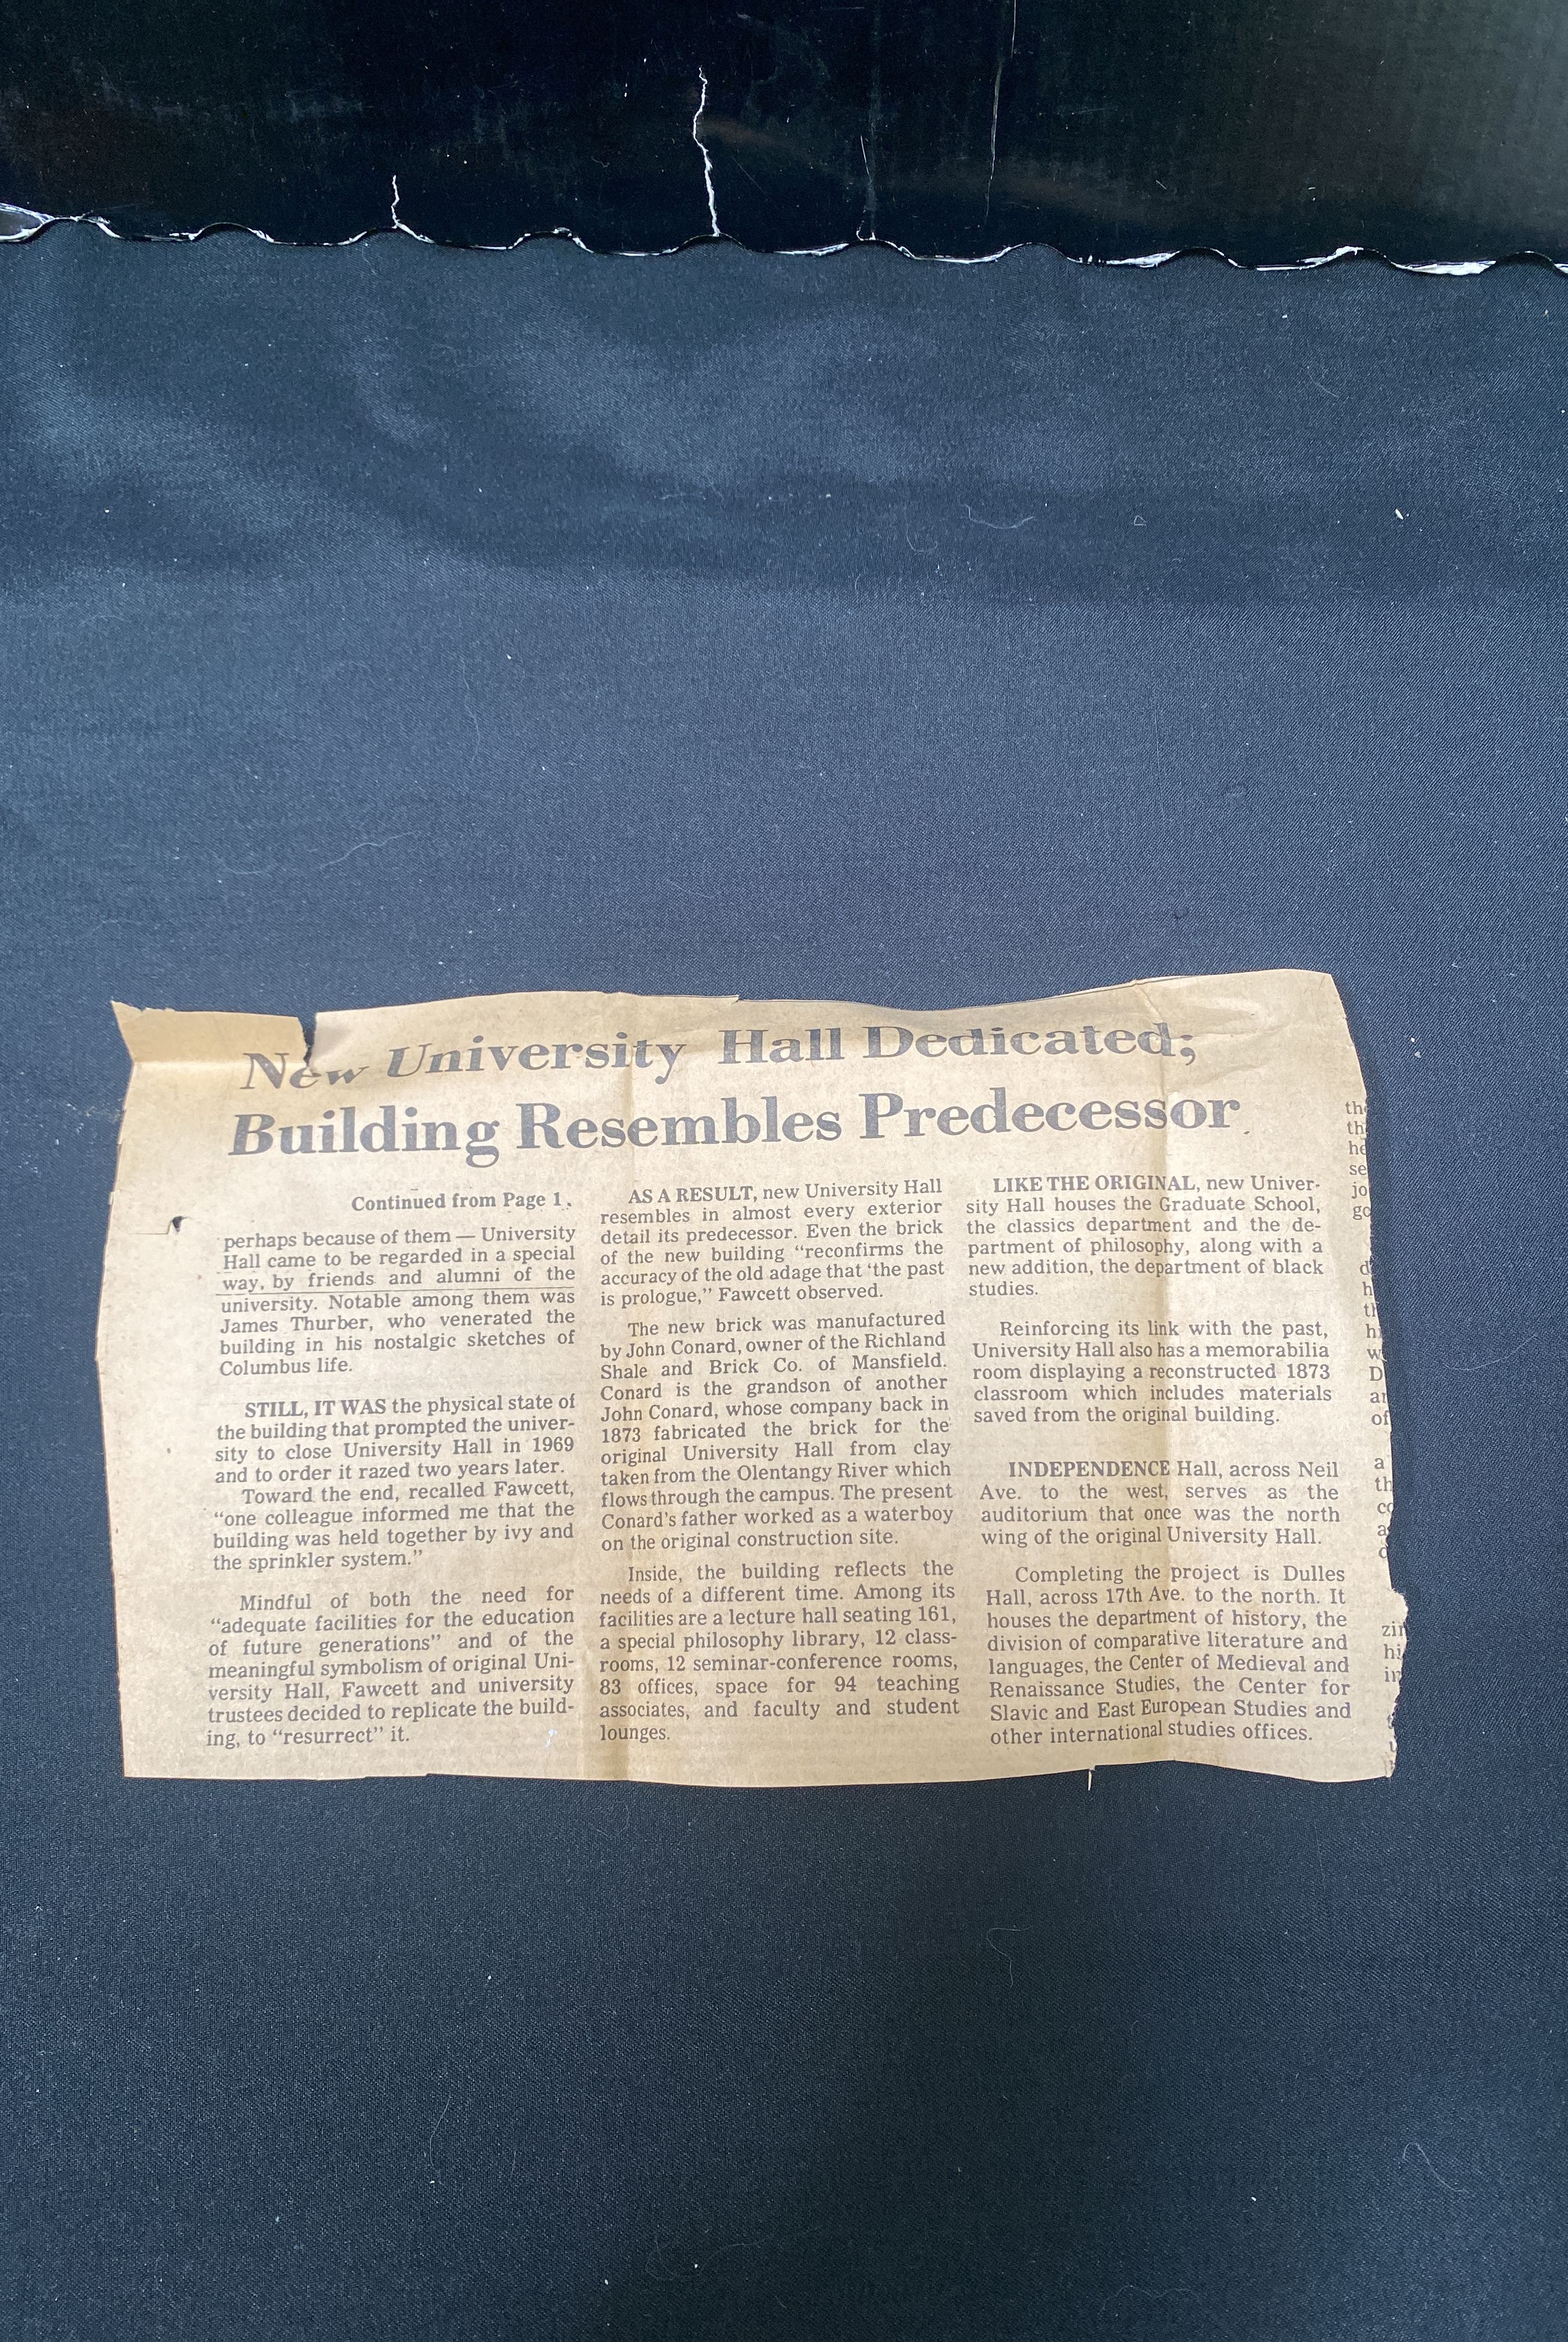 New University Hall Dedicated;
Building Resembles Predecessor
Continued from Page 1.
perhaps because of them — University
Hall came to be regarded in a special
way, by friends and alumni of the
university. Notable among them was
James Thurber, who venerated the
building in his nostalgic sketches of
Columbus life.
STILL, IT WAS the physical state of
the building that prompted the univer-
sity to close University Hall in 1969
and to order it razed two years later.
Toward the end, recalled Fawcett,
“one colleague informed me that the
building was held together by ivy and
the sprinkler system.”
Mindful of both the need for
“adequate facilities for the education
of future generations” and of the
meaningful symbolism of original Uni-
versity Hall, Fawcett and university
trustees decided to replicate the build-
ing, to “resurrect” it.
AS A RESULT, new University Hall
resembles in almost every exterior
detail its predecessor. Even the brick
of the new building “reconfirms the
accuracy of the old adage that ‘the past
is prologue,” Fawcett observed.
The new brick was manufactured
by John Conard, owner of the Richland
Shale and Brick Co. of Mansfield.
Conard is the grandson of another
John Conard, whose company back in
1873 fabricated the brick for the
original University Hall from clay
taken from the Olentangy River which
flows through the campus. The present
Conard's father worked as a waterboy
on the original construction site.
Inside, the building reflects the
needs of a different time. Among its
facilities are a lecture hall seating 161,
a special philosophy library, 12 class-
rooms, 12 seminar-conference rooms,
83 offices, space for 94 teaching
associates, and faculty and student
lounges.
LIKE THE ORIGINAL, new Univer-
sity Hall houses the Graduate School,
the classics department and the de-
partment of philosophy, along with a
new addition, the department of black
studies.
Reinforcing its link with the past,
University Hall also has a memorabilia
room displaying a reconstructed 1873
classroom which includes materials
saved from the original building.
INDEPENDENCE Hall, across Neil
Ave. to the west, serves as the
auditorium that once was the north
wing of the original University Hall.
Completing the project is Dulles
Hall, across 17th Ave. to the north. It
houses the department of history, the
division of comparative literature and
languages, the Center of Medieval and
Renaissance Studies, the Center for
Slavic and East European Studies and
other international studies offices.